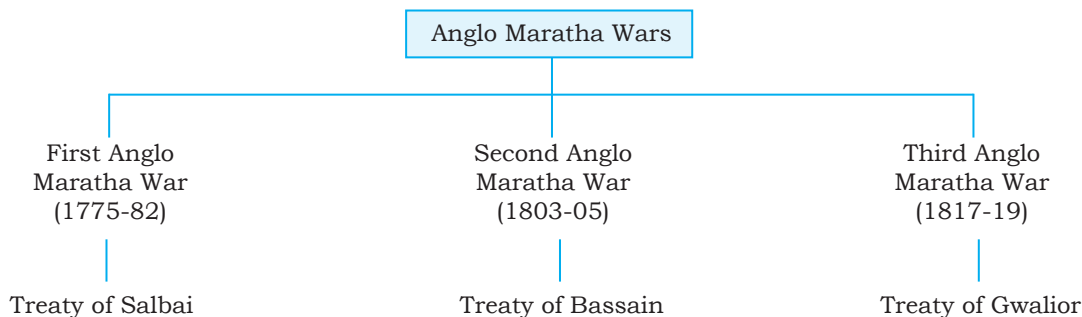 Anglo Maratha Wars
First Anglo
Maratha War
(1775-82)
Treaty of Salbai
Second Anglo
Maratha War
(1803-05)
Treaty of Bassain
Third Anglo
Maratha War
(1817-19)
Treaty of Gwalior